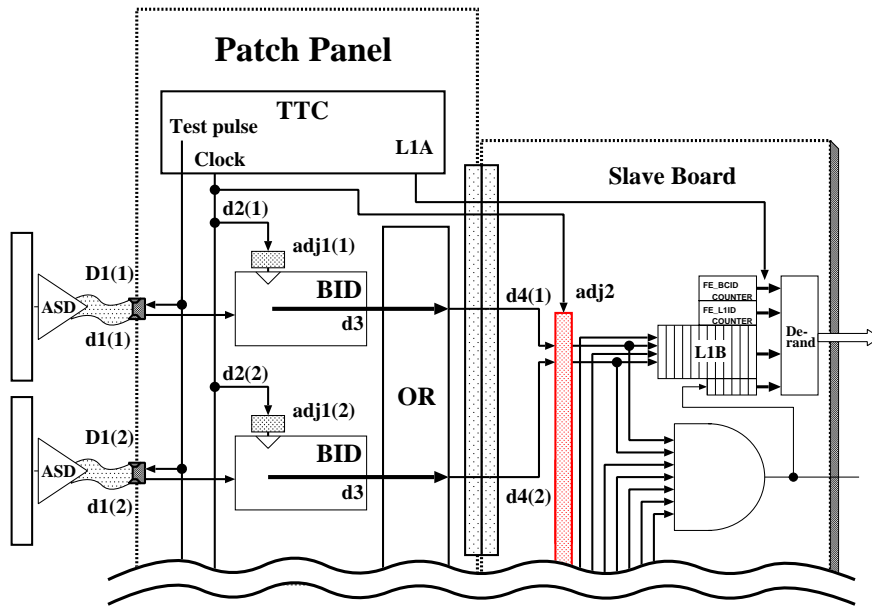 Patch Panel
TTC
Test pulse
L1A
Clock
Slave Board
d2(1)
adj1(1)
D1(1)
BID
ASD
d1(1)
d3
d4(1)
adj2
FE_BCID
COUNTER
FE_L1ID
COUNTER
De-
rand
L1B
OR
d2(2)
adj1(2)
D1(2)
BID
ASD
d1(2)
d3
d4(2)